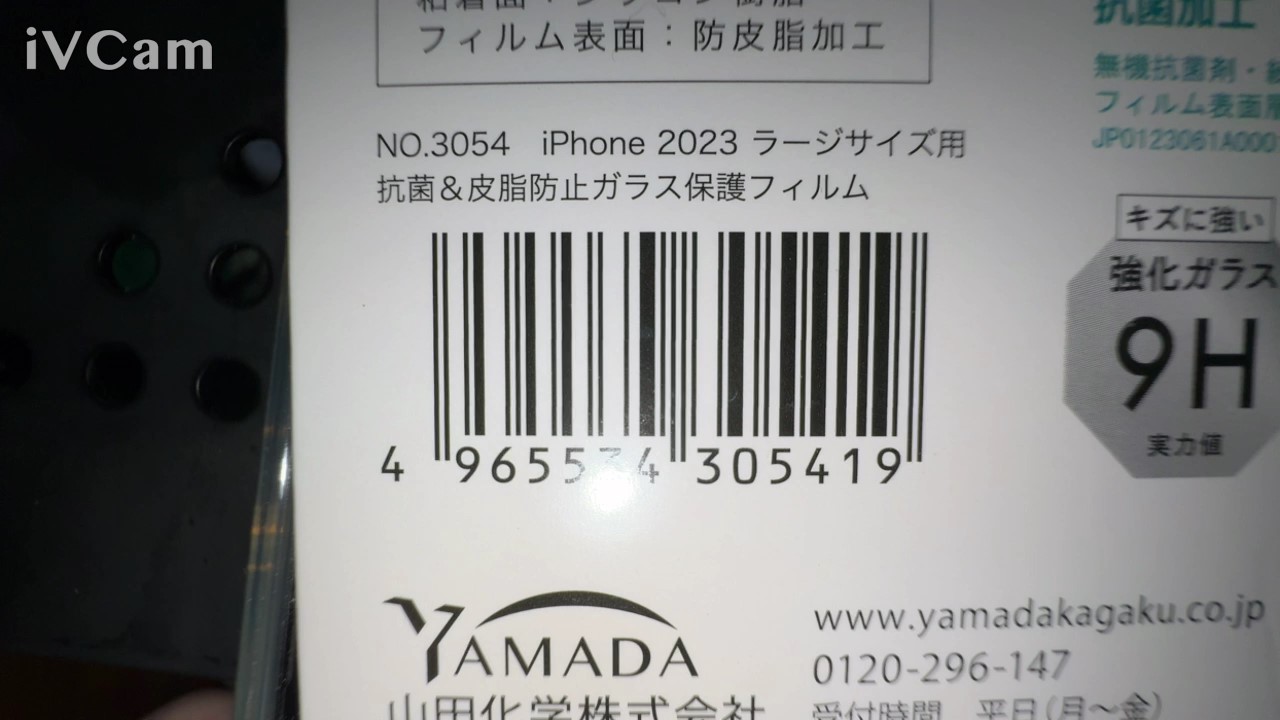 iVCam
フィルム表面：防皮脂加工
NO.3054 iPhone 2023 ラージサイズ用
抗菌＆皮脂防止ガラス保護フィルム
4 965534 305419
YAMADA
山田化学株式会社
www.yamadakagaku.co.jp
0120-296-147
受付時間 平日(月〜金)
抗菌加工
無機抗菌剤・
フィルム表面
JP0123061A000
キズに強い
強化ガラス
9H
実力値